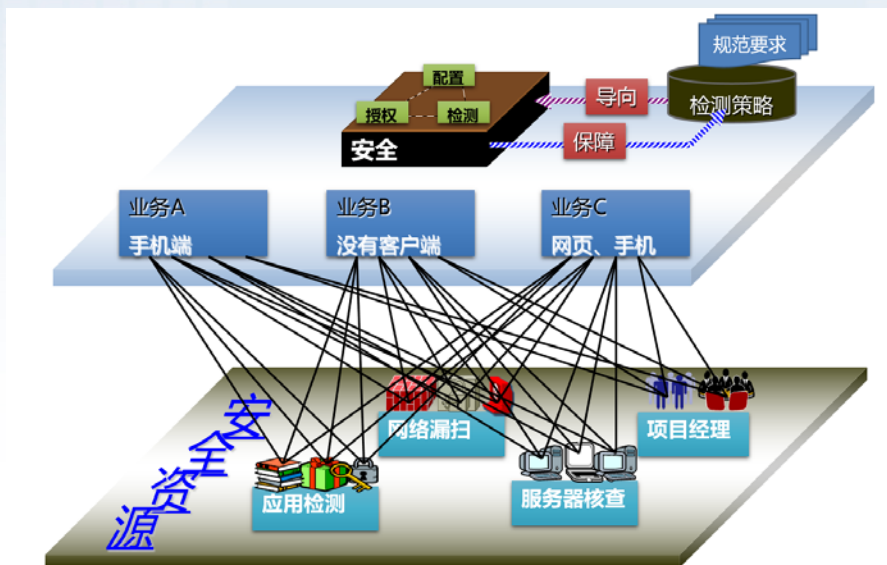 规范要求
配置
导向
检测策略
授权
检测
保障
安全
业务A
手机端
业务B
没有客户端
业务C
网页、手机
安全资源
网络漏扫
项目经理
应用检测
服务器核查